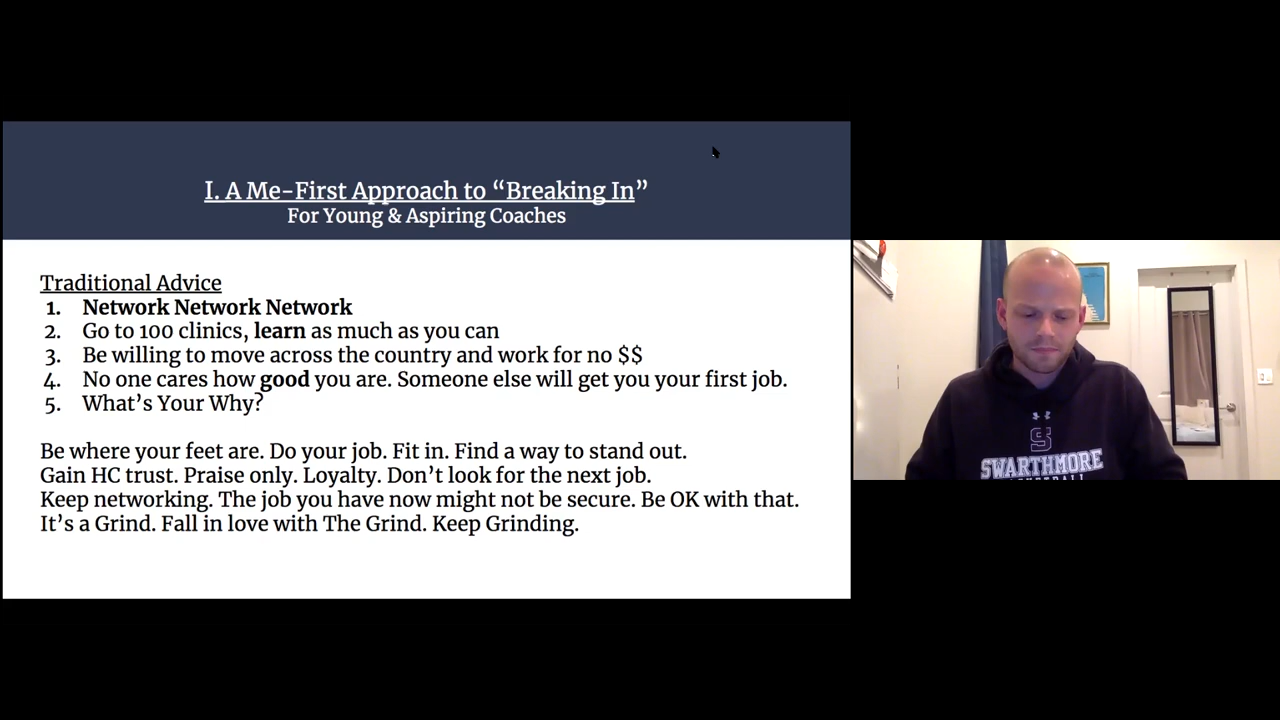 I. A Me-First Approach to “Breaking In”
For Young & Aspiring Coaches
Traditional Advice
1. Network Network Network
2. Go to 100 clinics, learn as much as you can
3. Be willing to move across the country and work for no $$
4. No one cares how good you are. Someone else will get you your first job.
5. What’s Your Why?
Be where your feet are. Do your job. Fit in. Find a way to stand out.
Gain HC trust. Praise only. Loyalty. Don’t look for the next job.
Keep networking. The job you have now might not be secure. Be OK with that.
It’s a Grind. Fall in love with The Grind. Keep Grinding.
S
SWARTHMORE